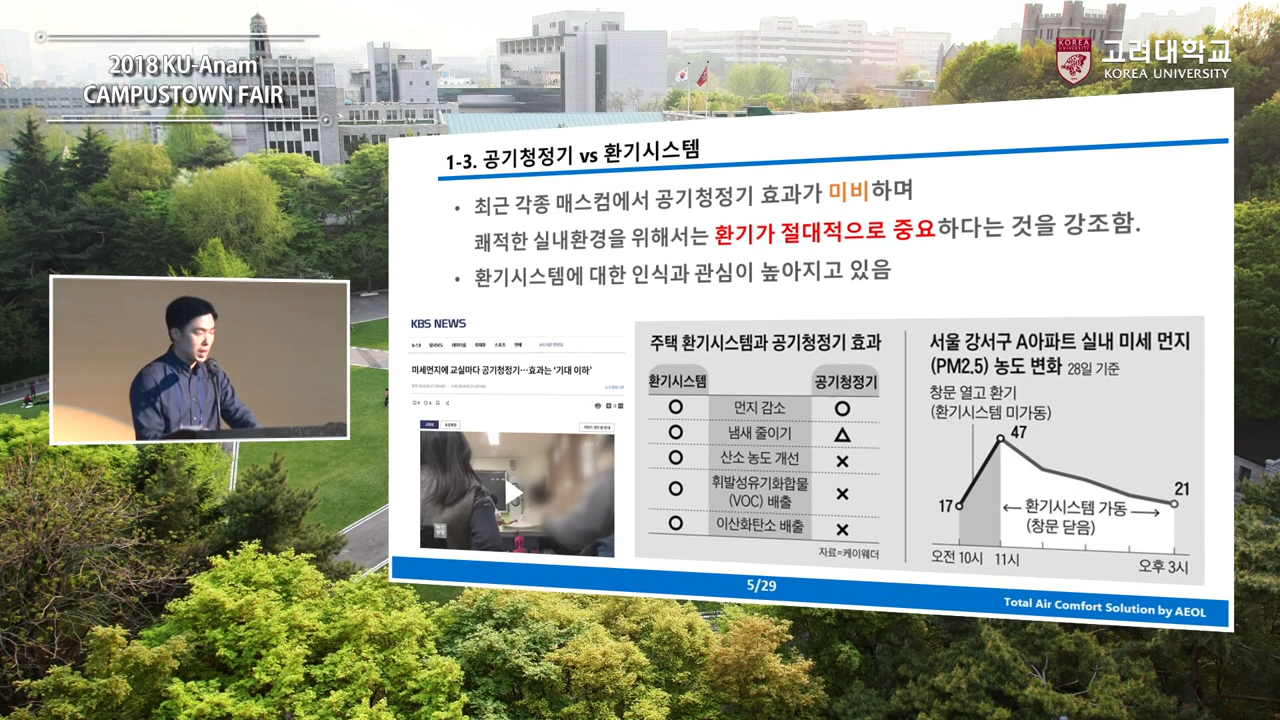 2018 KU-Anam
CAMPUSTOWN FAIR
KOREA
UNIVERSITY
고려대학교
KOREA UNIVERSITY
1-3. 공기청정기 vs 환기시스템
• 최근 각종 매스컴에서 공기청정기 효과가 미비하며
쾌적한 실내환경을 위해서는 환기가 절대적으로 중요하다는 것을 강조함.
• 환기시스템에 대한 인식과 관심이 높아지고 있음
KBS NEWS
미세먼지에 교실마다 공기청정기…효과는 ‘기대 이하’
주택 환기시스템과 공기청정기 효과
환기시스템 공기청정기
○ 먼지 감소 ○
○ 냄새 줄이기 △
○ 산소 농도 개선 ×
○ 휘발성유기화합물 ×
(VOC) 배출
○ 이산화탄소 배출 ×
자료=케이웨더
서울 강서구 A아파트 실내 미세 먼지
(PM2.5) 농도 변화 28일 기준
창문 열고 환기
(환기시스템 미가동)
47
17
21
← 환기시스템 가동 →
(창문 닫음)
오전 10시 11시 오후 3시
5/29
Total Air Comfort Solution by AEOL